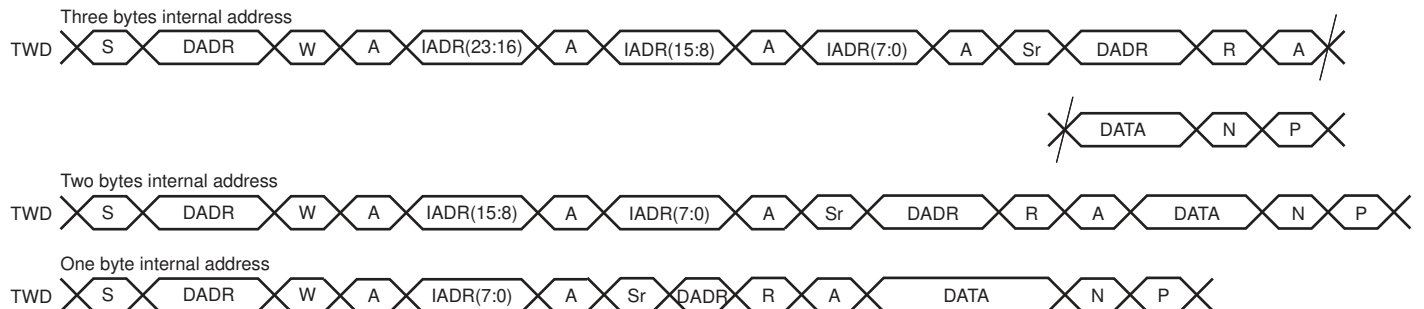 Three bytes internal address
TWD S DADR W A IADR(23:16) A IADR(15:8) A IADR(7:0) A Sr DADR R A
DATA N P
Two bytes internal address
TWD S DADR W A IADR(15:8) A IADR(7:0) A Sr DADR R A DATA N P
One byte internal address
TWD S DADR W A IADR(7:0) A Sr DADR R A DATA N P